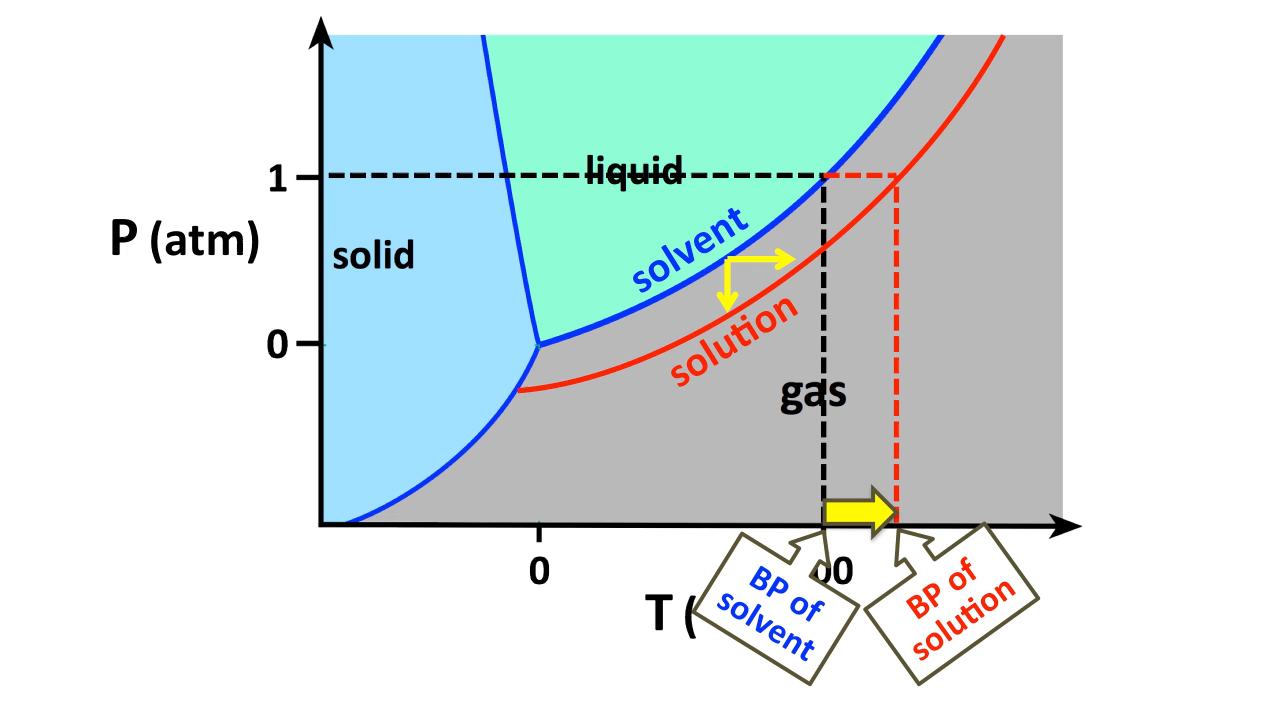 1
liquid
P (atm)
solvent
solid
solution
0
gas
0
00
T (
BP of
solvent
BP of
solution